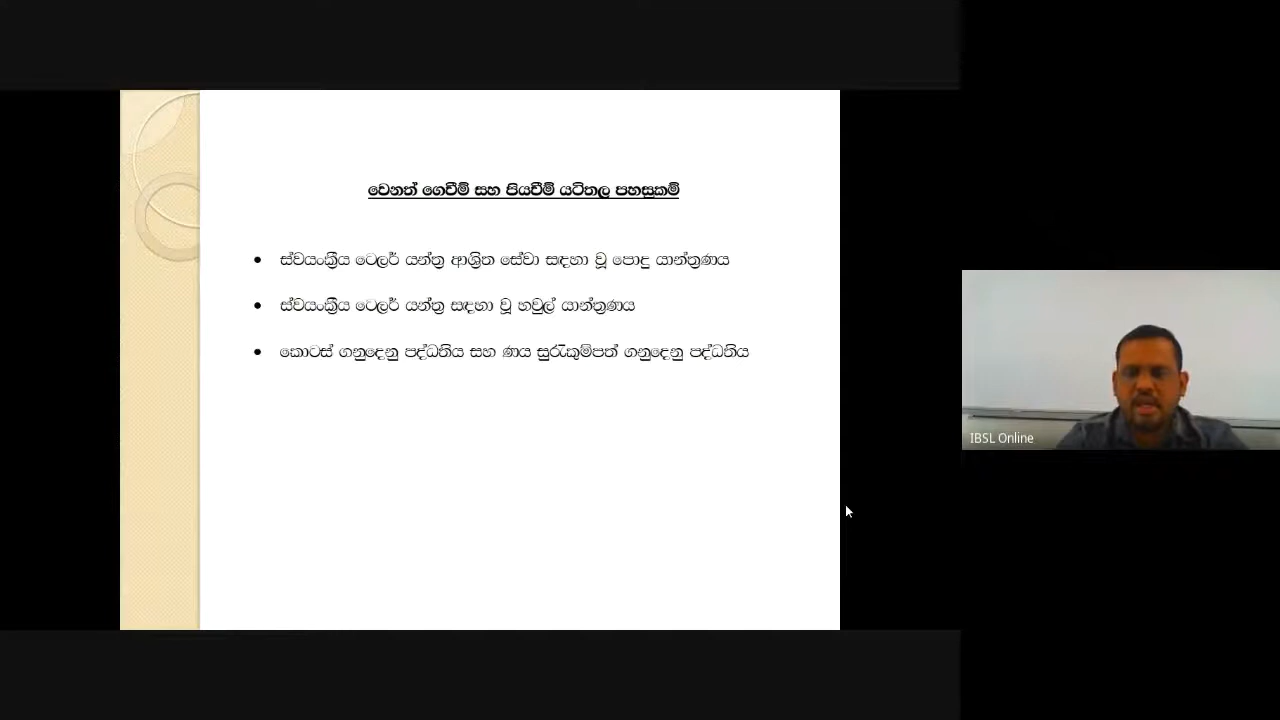 වෙනත් ගෙවීම් සහ පියවීම් යටිතල පහසුකම්
• ස්වයංක්‍රීය ටෙලර් යන්ත්‍ර ආශ්‍රිත සේවා සඳහා වූ පොදු යාන්ත්‍රණය
• ස්වයංක්‍රීය ටෙලර් යන්ත්‍ර සඳහා වූ හවුල් යාන්ත්‍රණය
• කොටස් ගනුදෙනු පද්ධතිය සහ ණය සුරැකුම්පත් ගනුදෙනු පද්ධතිය
IBSL Online